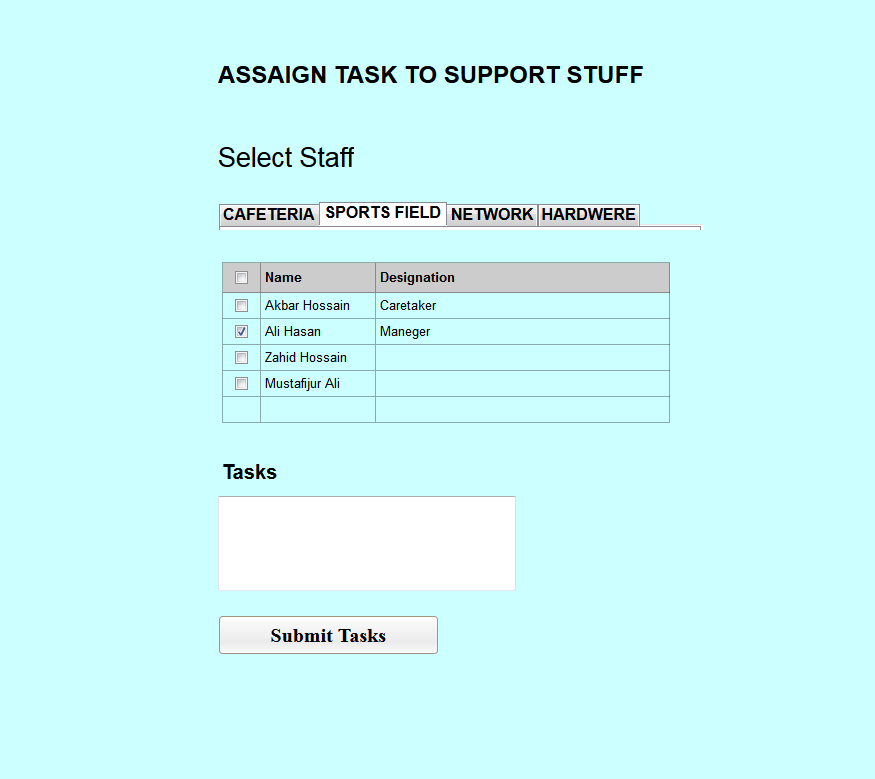 ASSAIGN TASK TO SUPPORT STUFF
Select Staff
CAFETERIA SPORTS FIELD NETWORK HARDWERE
Name Designation
Akbar Hossain Caretaker
Ali Hasan Maneger
Zahid Hossain
Mustafijur Ali
Tasks
Submit Tasks